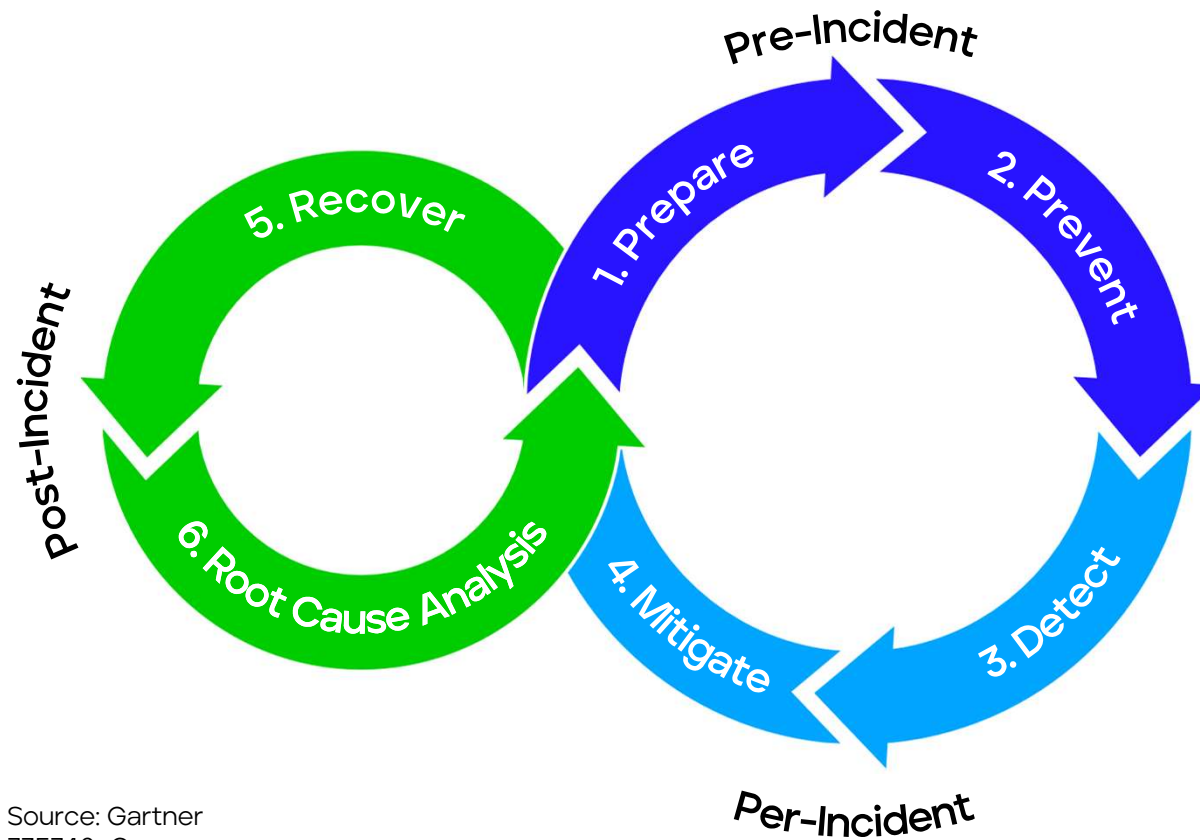 Pre-Incident
1. Prepare
2. Prevent
3. Detect
4. Mitigate
5. Recover
6. Root Cause Analysis
Post-Incident
Per-Incident
Source: Gartner